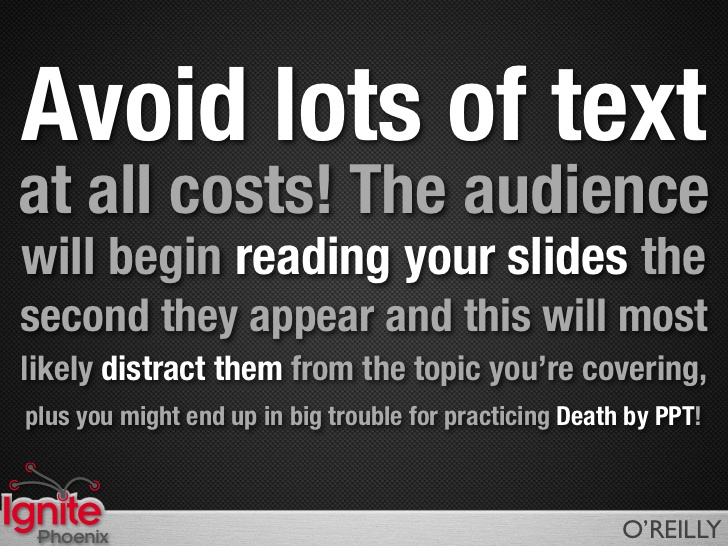 Avoid lots of text
at all costs! The audience
will begin reading your slides the
second they appear and this will most
likely distract them from the topic you’re covering,
plus you might end up in big trouble for practicing Death by PPT!
Ignite
Phoenix
O’REILLY